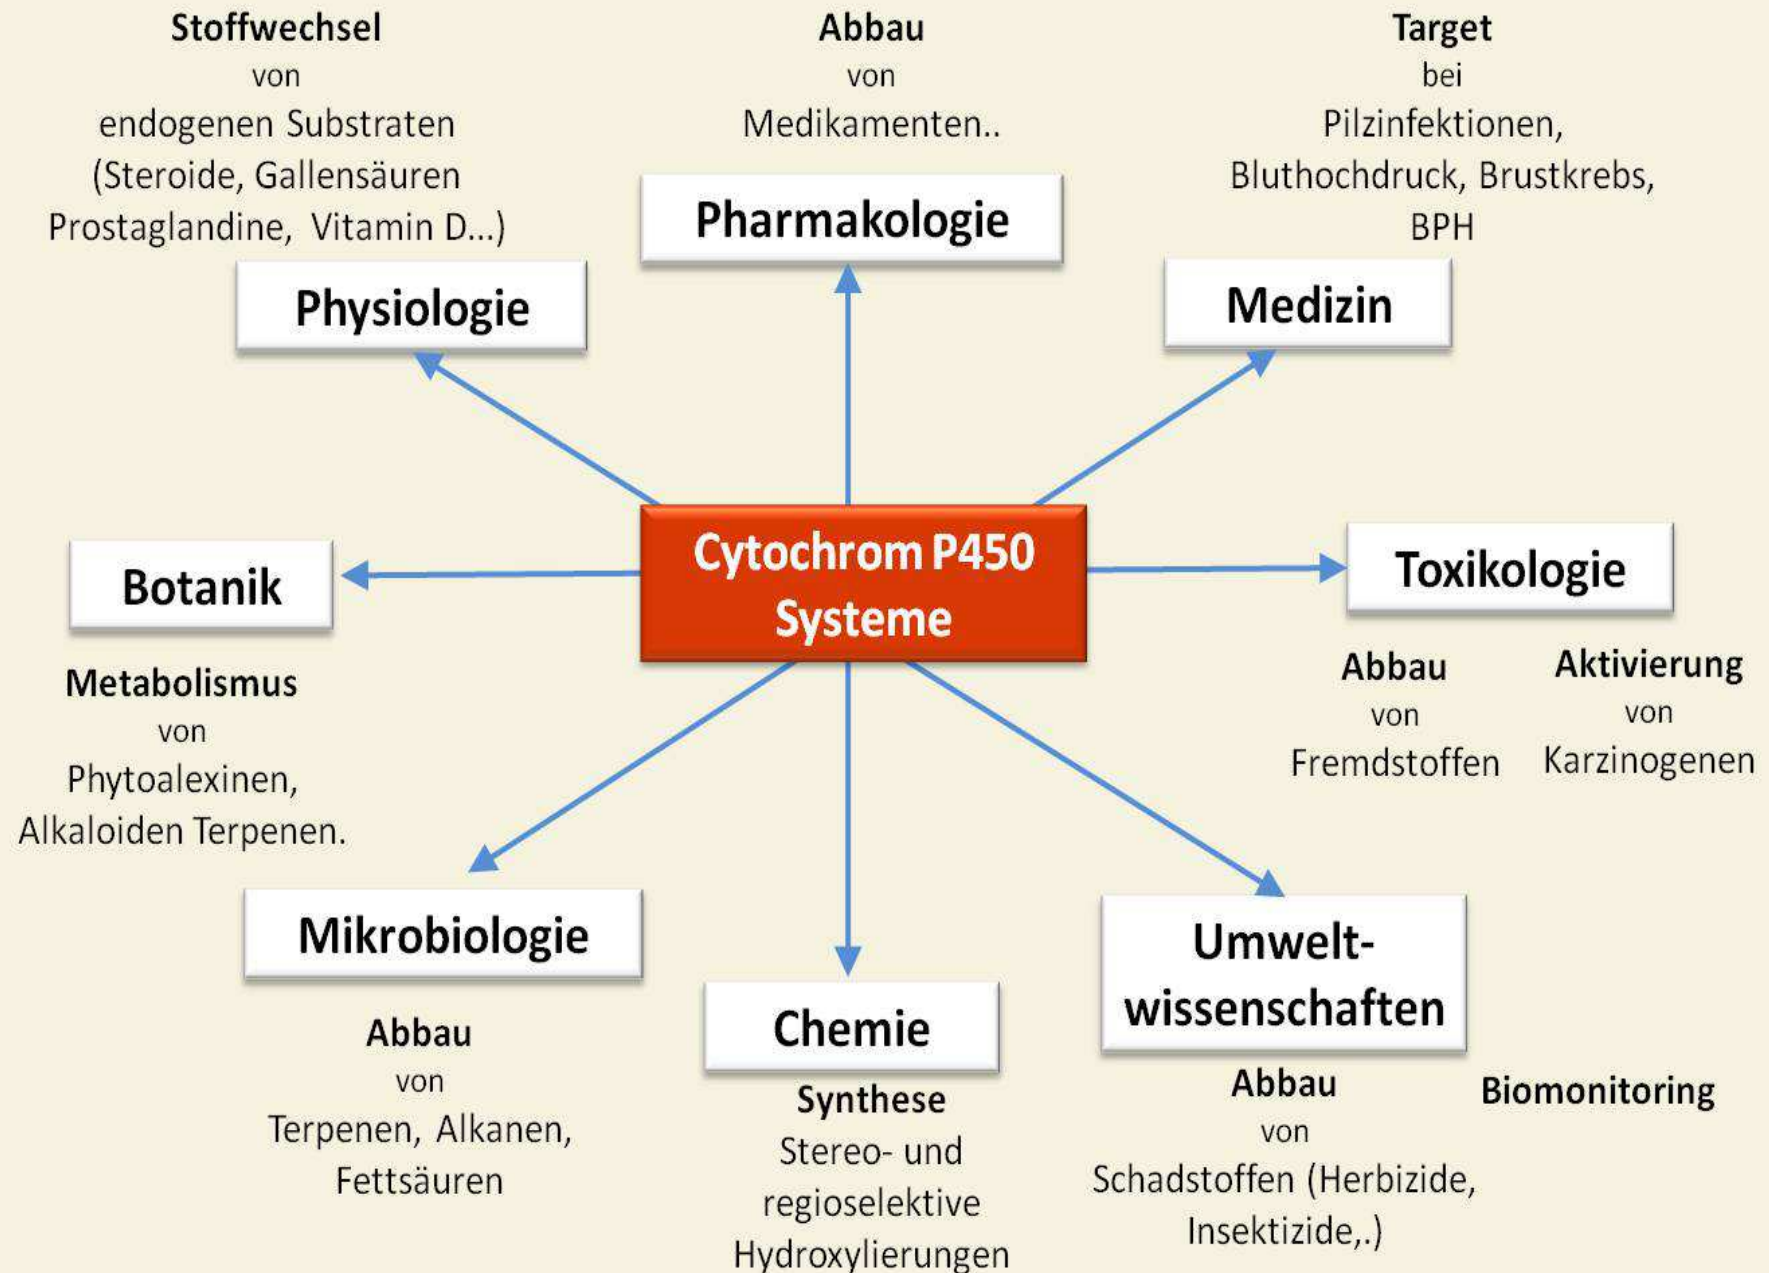 Stoffwechsel
von
endogenen Substraten
(Steroide, Gallensäuren
Prostaglandine, Vitamin D...)
Physiologie
Abbau
von
Medikamenten..
Pharmakologie
Target
bei
Pilzinfektionen,
Bluthochdruck, Brustkrebs,
BPH
Medizin
Cytochrom P450
Systeme
Botanik
Metabolismus
von
Phytoalexinen,
Alkaloiden Terpenen.
Toxikologie
Abbau
von
Fremdstoffen
Aktivierung
von
Karzinogenen
Mikrobiologie
Abbau
von
Terpenen, Alkanen,
Fettsäuren
Chemie
Synthese
Stereo- und
regioselektive
Hydroxylierungen
Umwelt-
wissenschaften
Abbau
von
Schadstoffen (Herbizide,
Insektizide,.)
Biomonitoring